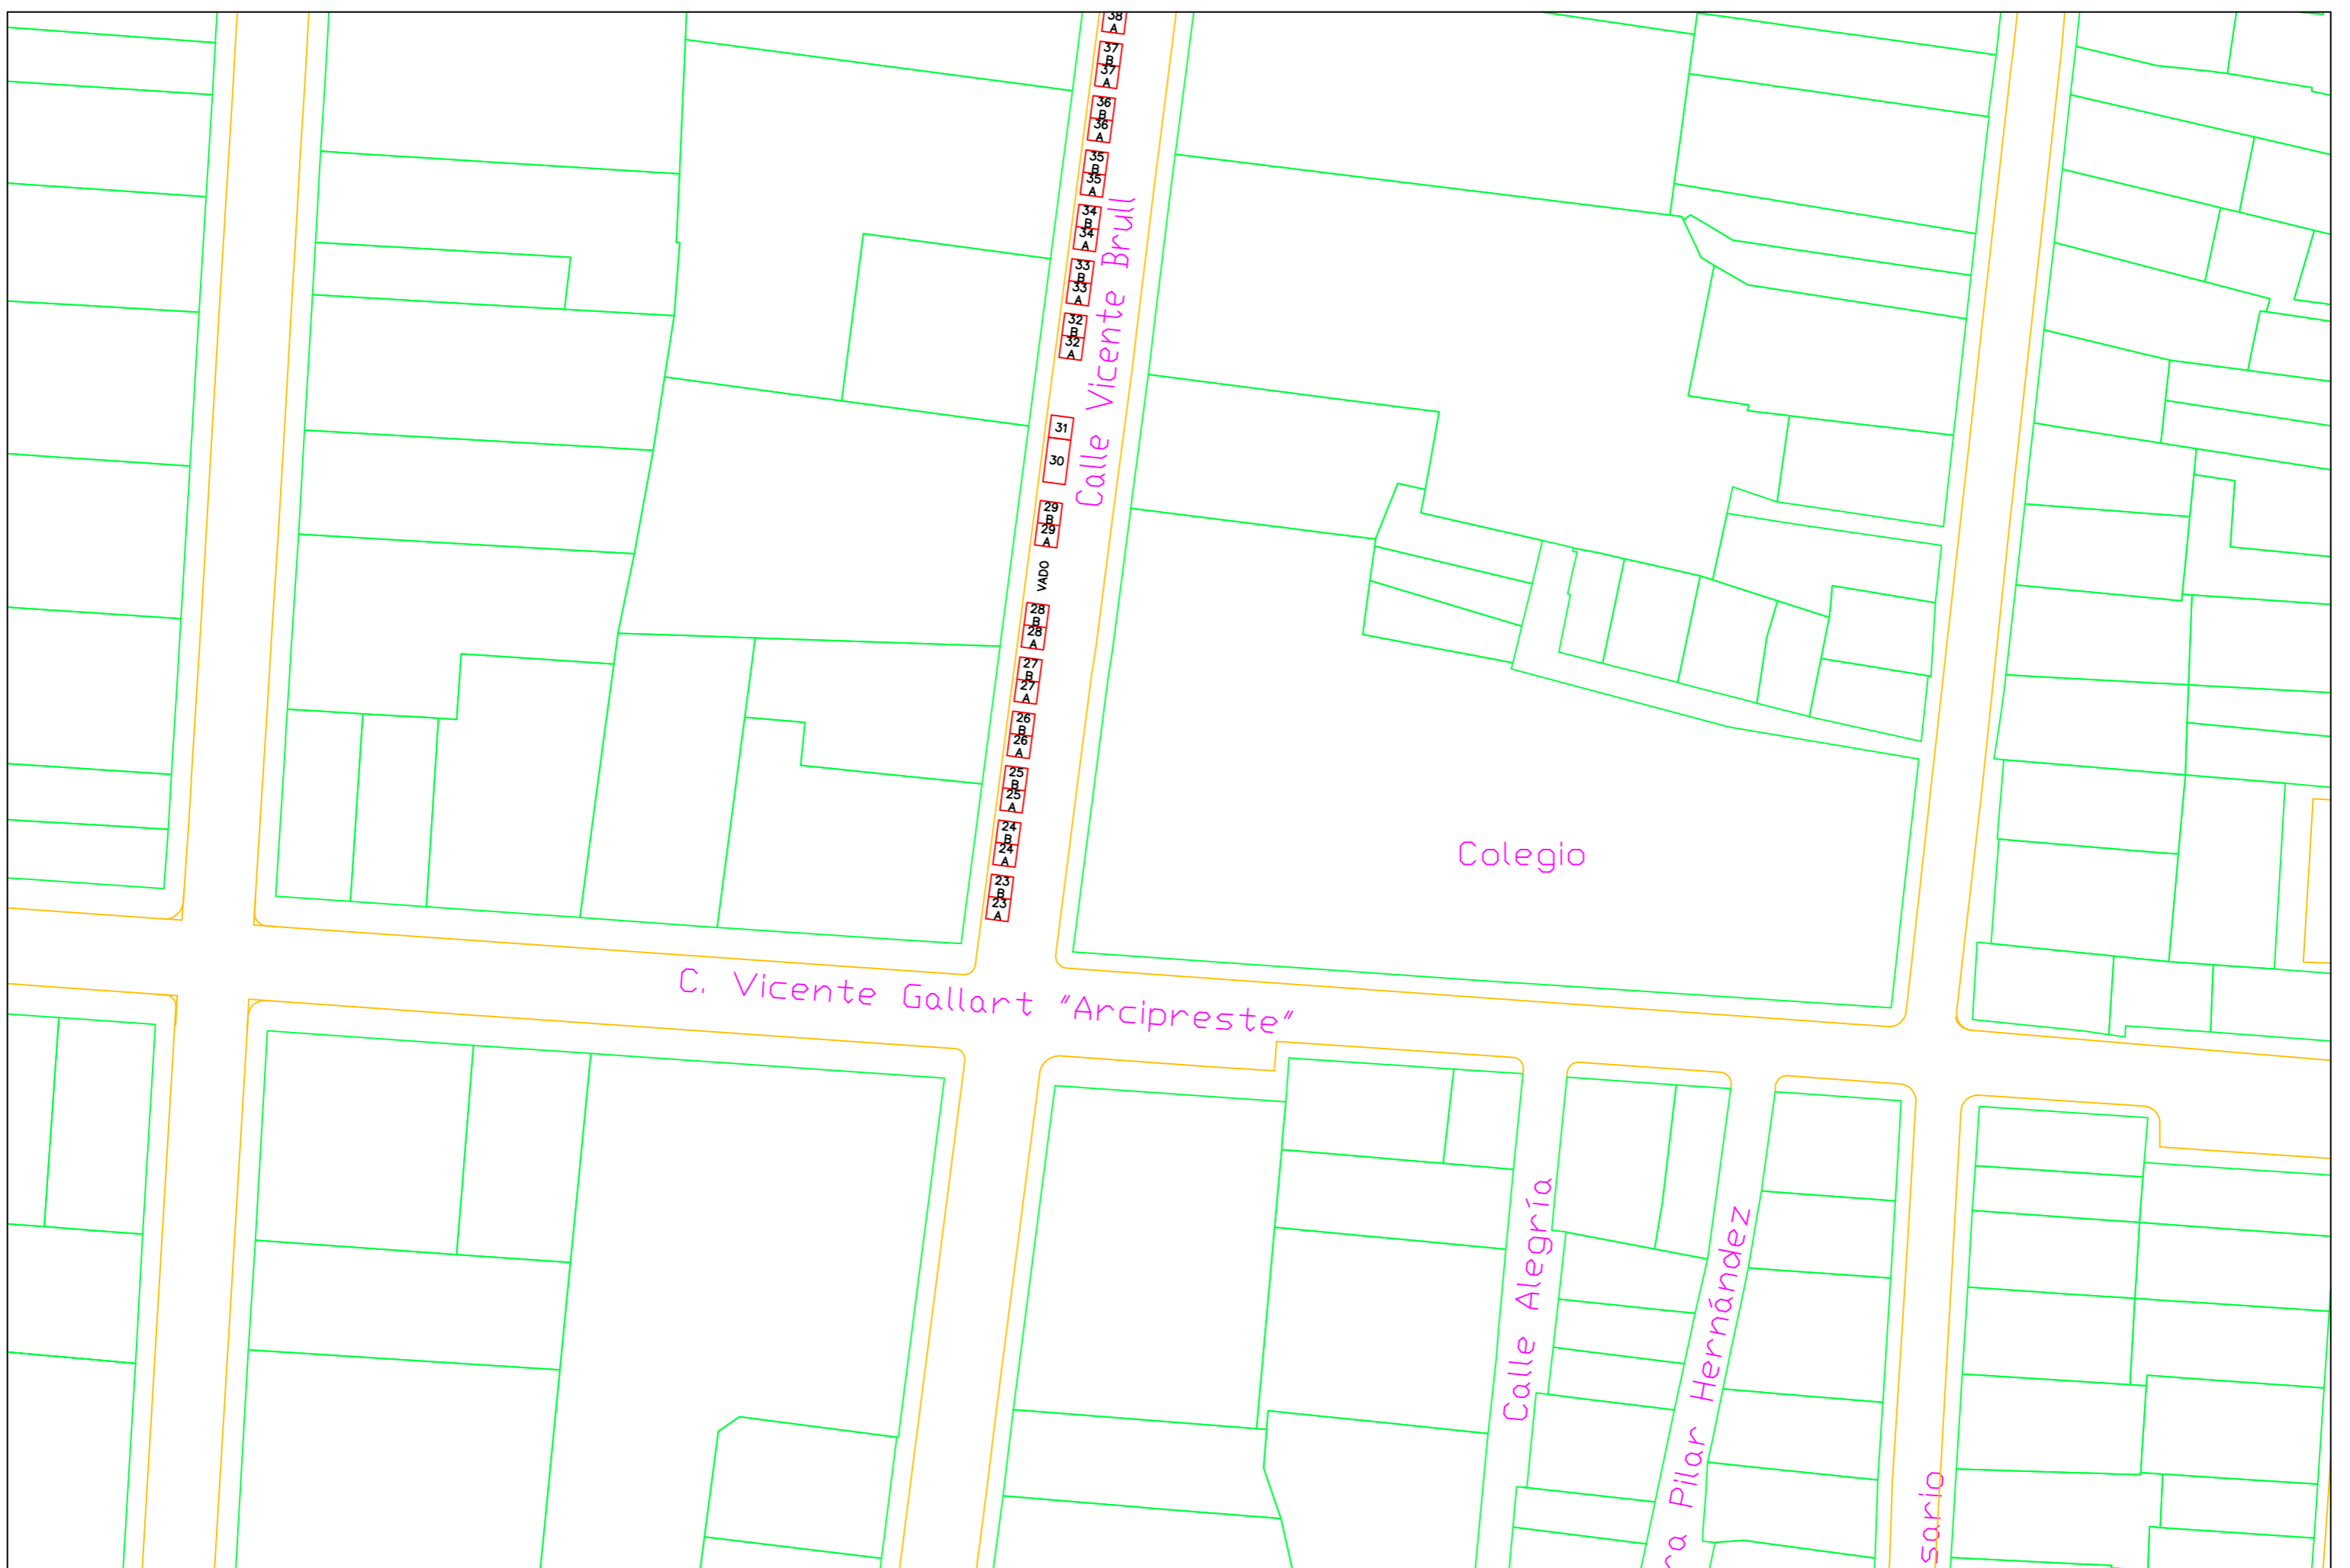 38
A
37
B
37
A
36
B
36
A
35
B
35
A
34
B
34
A
33
B
33
A
32
B
32
A
Calle Vicente Brull
31
30
29
B
29
A
VADO
28
B
28
A
27
B
27
A
26
B
26
A
25
B
25
A
24
B
24
A
23
B
23
A
Colegio
C. Vicente Gallart "Arcipreste"
Calle Alegría
Pilar Hernández